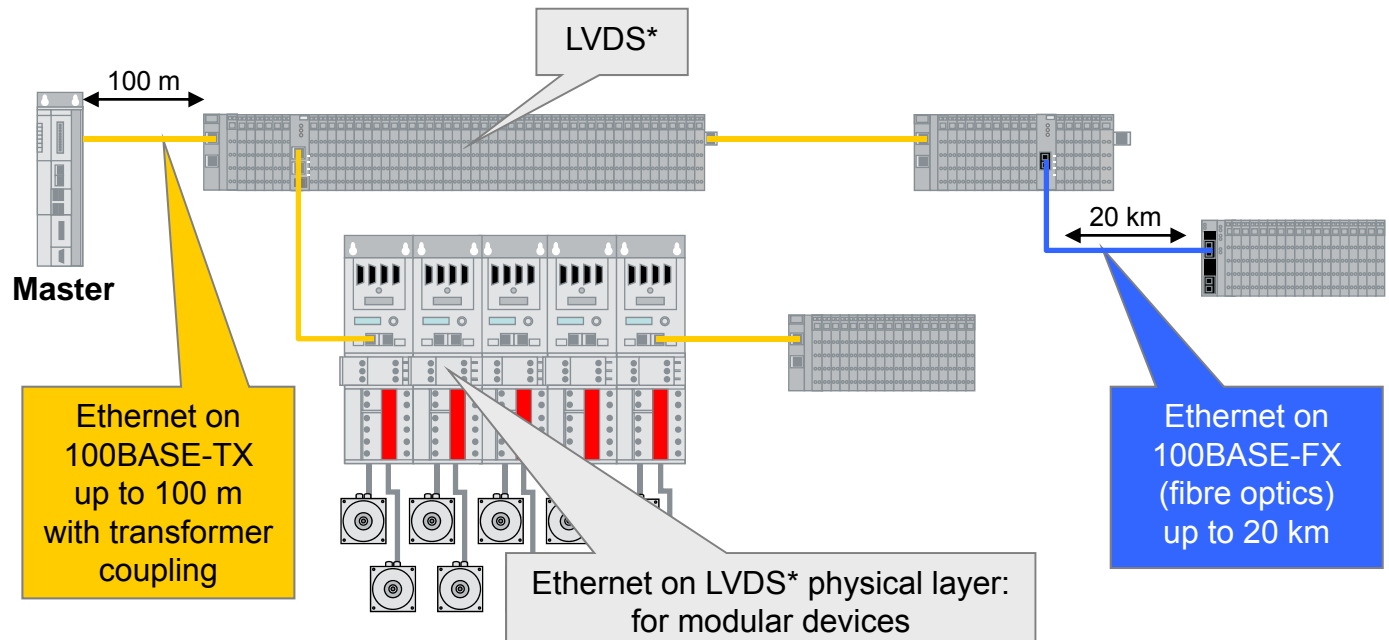 LVDS*
100 m
20 km
Master
Ethernet on
100BASE-TX
up to 100 m
with transformer
coupling
Ethernet on
100BASE-FX
(fibre optics)
up to 20 km
Ethernet on LVDS* physical layer:
for modular devices